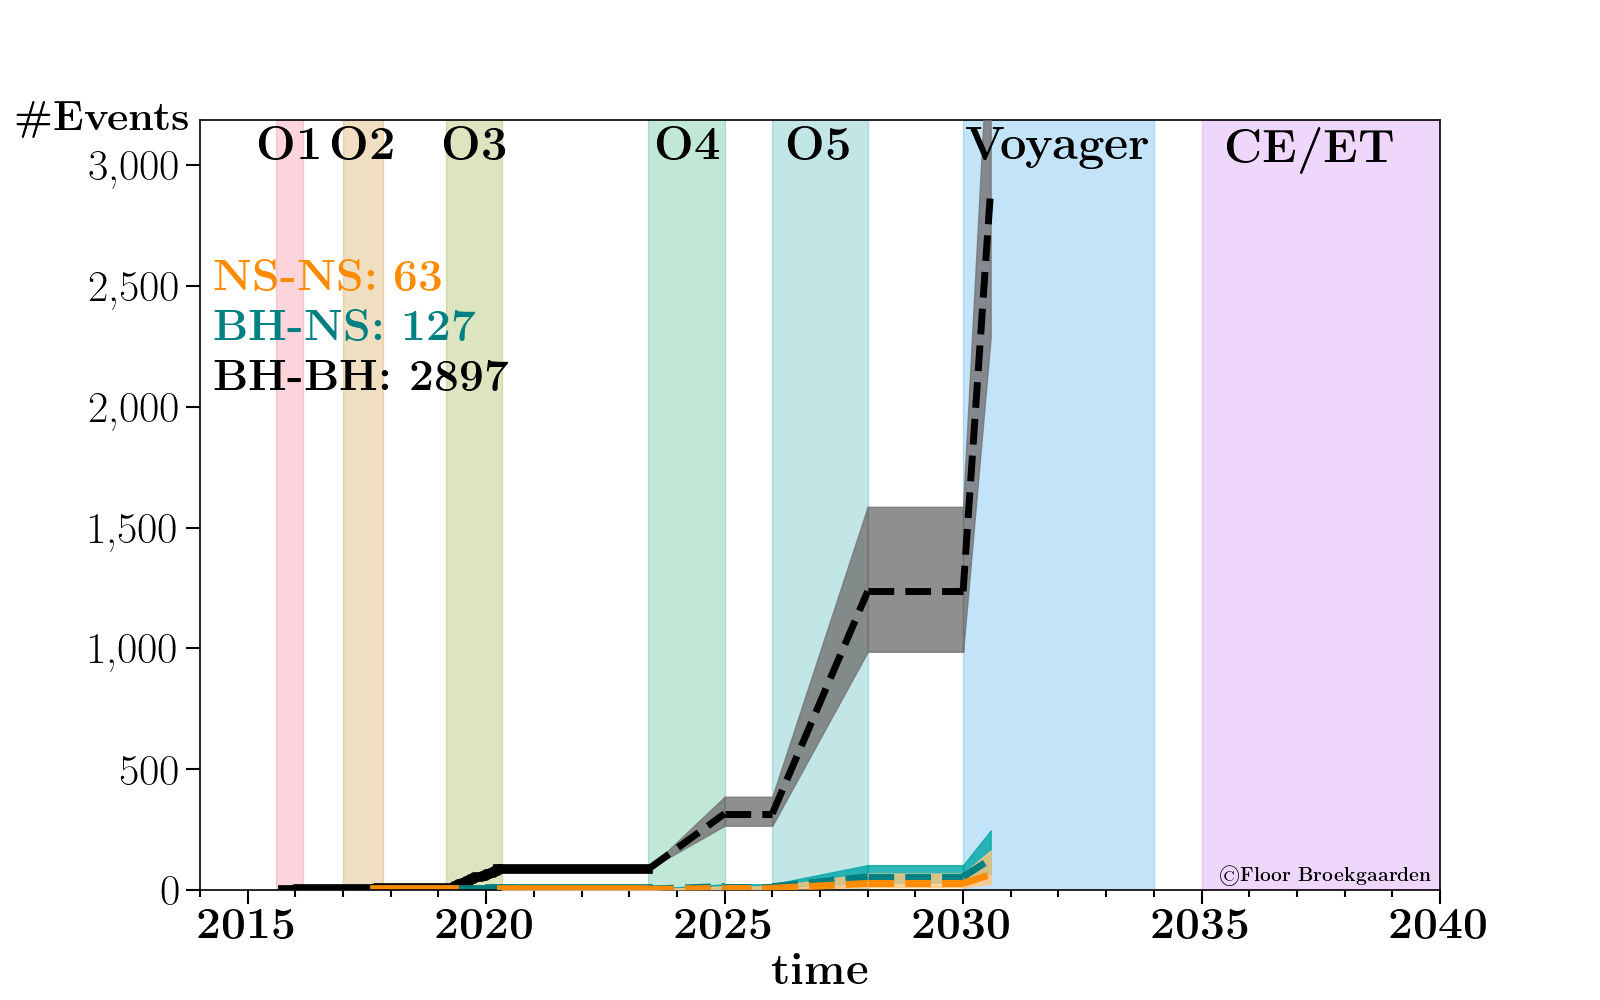 #Events
O1 O2 O3 O4 O5 Voyager CE/ET
3,000
2,500
2,000
1,500
1,000
500
0
NS-NS: 63
BH-NS: 127
BH-BH: 2897
©Floor Broekgaarden
2015 2020 2025 2030 2035 2040
time